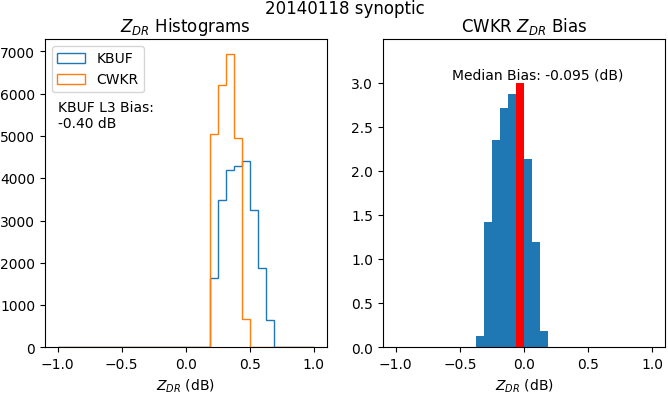 20140118 synoptic
Z_DR Histograms
KBUF
CWKR
KBUF L3 Bias:
-0.40 dB
7000
6000
5000
4000
3000
2000
1000
0
−1.0 −0.5 0.0 0.5 1.0
Z_DR (dB)
CWKR Z_DR Bias
Median Bias: -0.095 (dB)
3.0
2.5
2.0
1.5
1.0
0.5
0.0
−1.0 −0.5 0.0 0.5 1.0
Z_DR (dB)